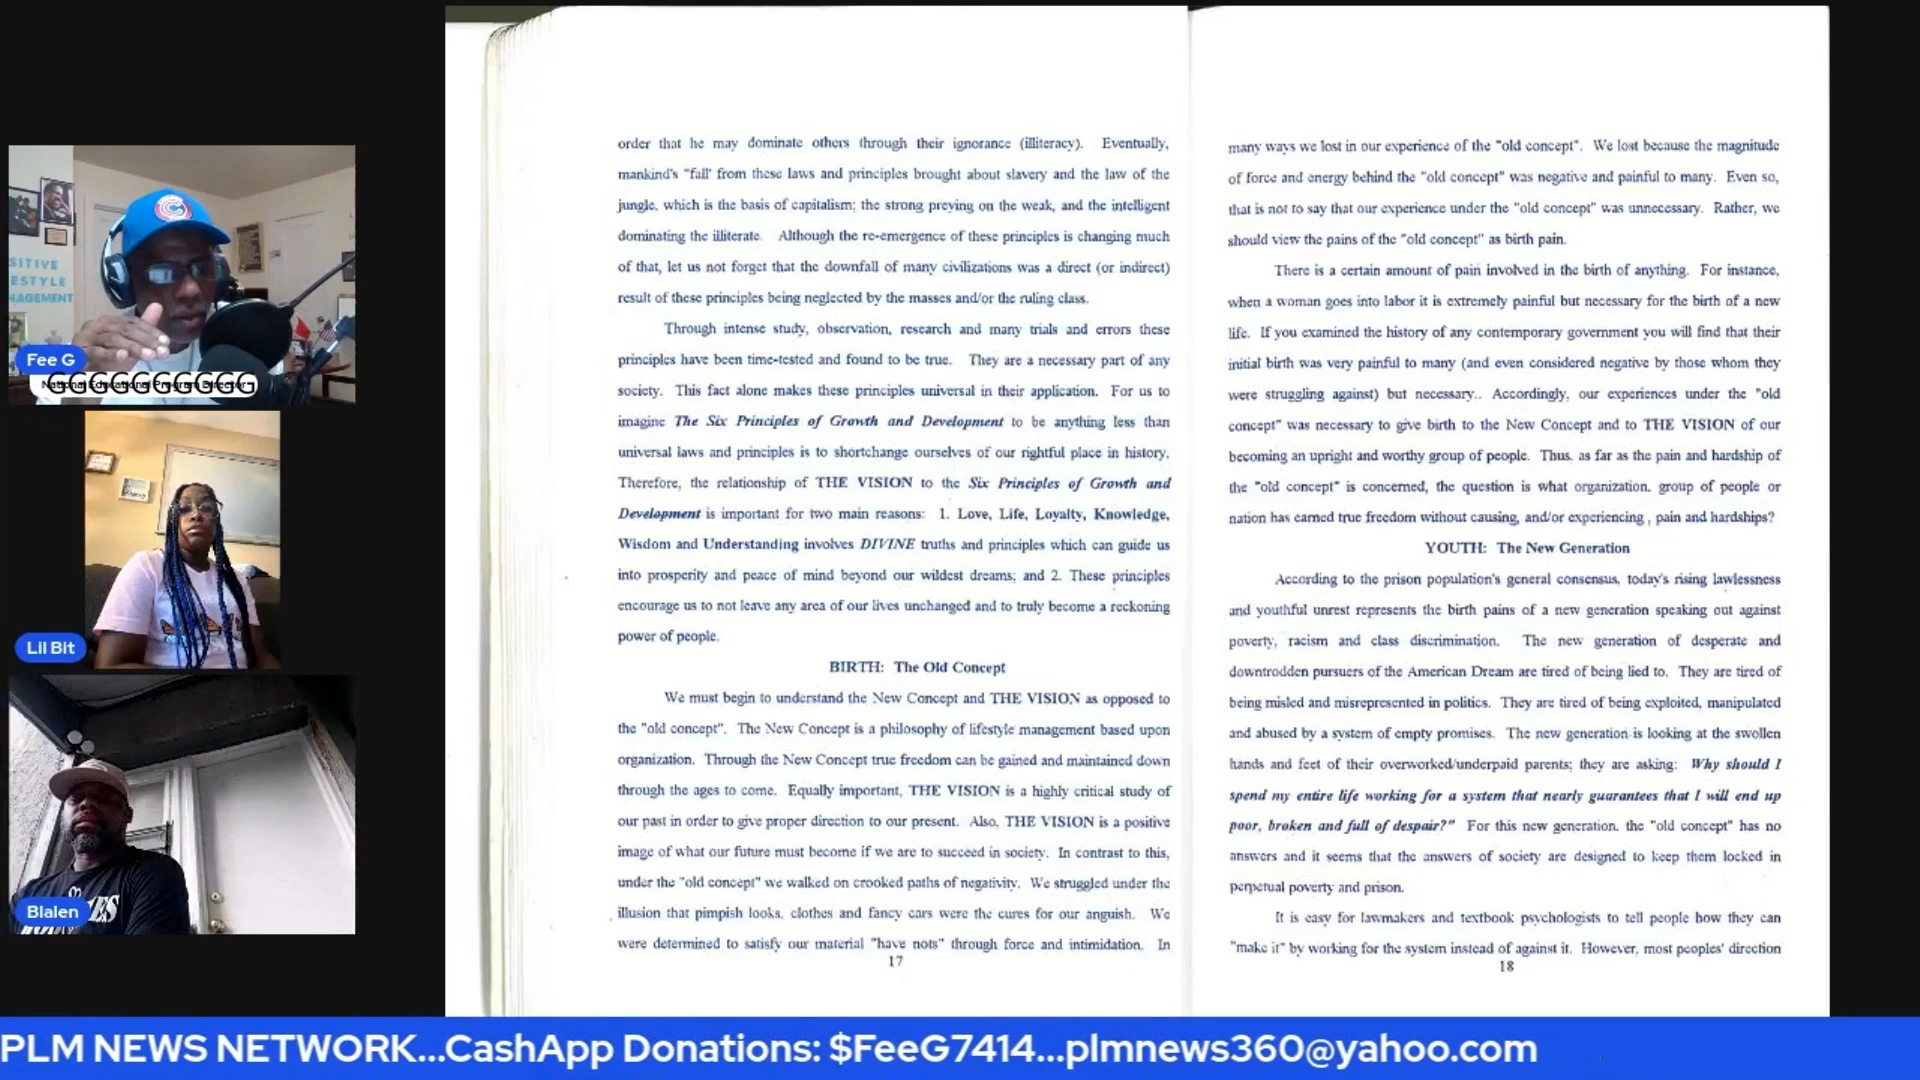 SITIVE
ESTYLE
NAGEMENT
Fee G
National Educational Program Director
GGGGGGGGGG
Lil Bit
Blalen
order that he may dominate others through their ignorance (illiteracy). Eventually,
mankind's "fall' from these laws and principles brought about slavery and the law of the
jungle, which is the basis of capitalism; the strong preying on the weak, and the intelligent
dominating the illiterate. Although the re-emergence of these principles is changing much
of that, let us not forget that the downfall of many civilizations was a direct (or indirect)
result of these principles being neglected by the masses and/or the ruling class.
Through intense study, observation, research and many trials and errors these
principles have been time-tested and found to be true. They are a necessary part of any
society. This fact alone makes these principles universal in their application. For us to
imagine The Six Principles of Growth and Development to be anything less than
universal laws and principles is to shortchange ourselves of our rightful place in history.
Therefore, the relationship of THE VISION to the Six Principles of Growth and
Development is important for two main reasons: 1. Love, Life, Loyalty, Knowledge,
Wisdom and Understanding involves DIVINE truths and principles which can guide us
into prosperity and peace of mind beyond our wildest dreams; and 2. These principles
encourage us to not leave any area of our lives unchanged and to truly become a reckoning
power of people.
BIRTH: The Old Concept
We must begin to understand the New Concept and THE VISION as opposed to
the "old concept". The New Concept is a philosophy of lifestyle management based upon
organization. Through the New Concept true freedom can be gained and maintained down
through the ages to come. Equally important, THE VISION is a highly critical study of
our past in order to give proper direction to our present. Also, THE VISION is a positive
image of what our future must become if we are to succeed in society. In contrast to this,
under the "old concept" we walked on crooked paths of negativity. We struggled under the
illusion that pimpish looks, clothes and fancy cars were the cures for our anguish. We
were determined to satisfy our material "have nots" through force and intimidation. In
17
many ways we lost in our experience of the "old concept". We lost because the magnitude
of force and energy behind the "old concept" was negative and painful to many. Even so,
that is not to say that our experience under the "old concept" was unnecessary. Rather, we
should view the pains of the "old concept" as birth pain.
There is a certain amount of pain involved in the birth of anything. For instance,
when a woman goes into labor it is extremely painful but necessary for the birth of a new
life. If you examined the history of any contemporary government you will find that their
initial birth was very painful to many (and even considered negative by those whom they
were struggling against) but necessary.. Accordingly, our experiences under the "old
concept" was necessary to give birth to the New Concept and to THE VISION of our
becoming an upright and worthy group of people. Thus, as far as the pain and hardship of
the "old concept" is concerned, the question is what organization, group of people or
nation has earned true freedom without causing, and/or experiencing , pain and hardships?
YOUTH: The New Generation
According to the prison population's general consensus, today's rising lawlessness
and youthful unrest represents the birth pains of a new generation speaking out against
poverty, racism and class discrimination. The new generation of desperate and
downtrodden pursuers of the American Dream are tired of being lied to. They are tired of
being misled and misrepresented in politics. They are tired of being exploited, manipulated
and abused by a system of empty promises. The new generation is looking at the swollen
hands and feet of their overworked/underpaid parents; they are asking: Why should I
spend my entire life working for a system that nearly guarantees that I will end up
poor, broken and full of despair?" For this new generation, the "old concept" has no
answers and it seems that the answers of society are designed to keep them locked in
perpetual poverty and prison.
It is easy for lawmakers and textbook psychologists to tell people how they can
"make it" by working for the system instead of against it. However, most peoples' direction
18
PLM NEWS NETWORK...CashApp Donations: $FeeG7414...plmnews360@yahoo.com